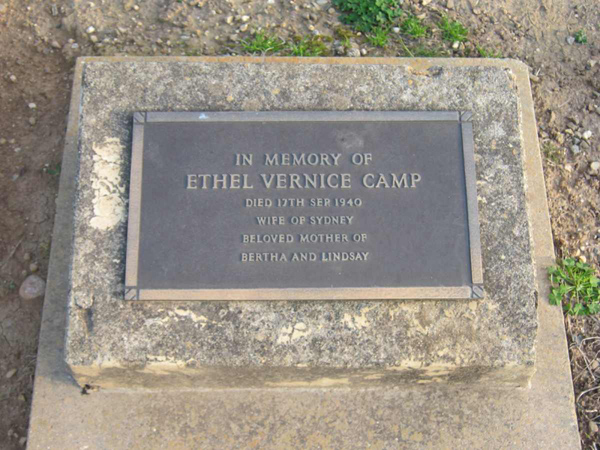 IN MEMORY OF
ETHEL VERNICE CAMP
DIED 17TH SEP 1940
WIFE OF SYDNEY
BELOVED MOTHER OF
BERTHA AND LINDSAY